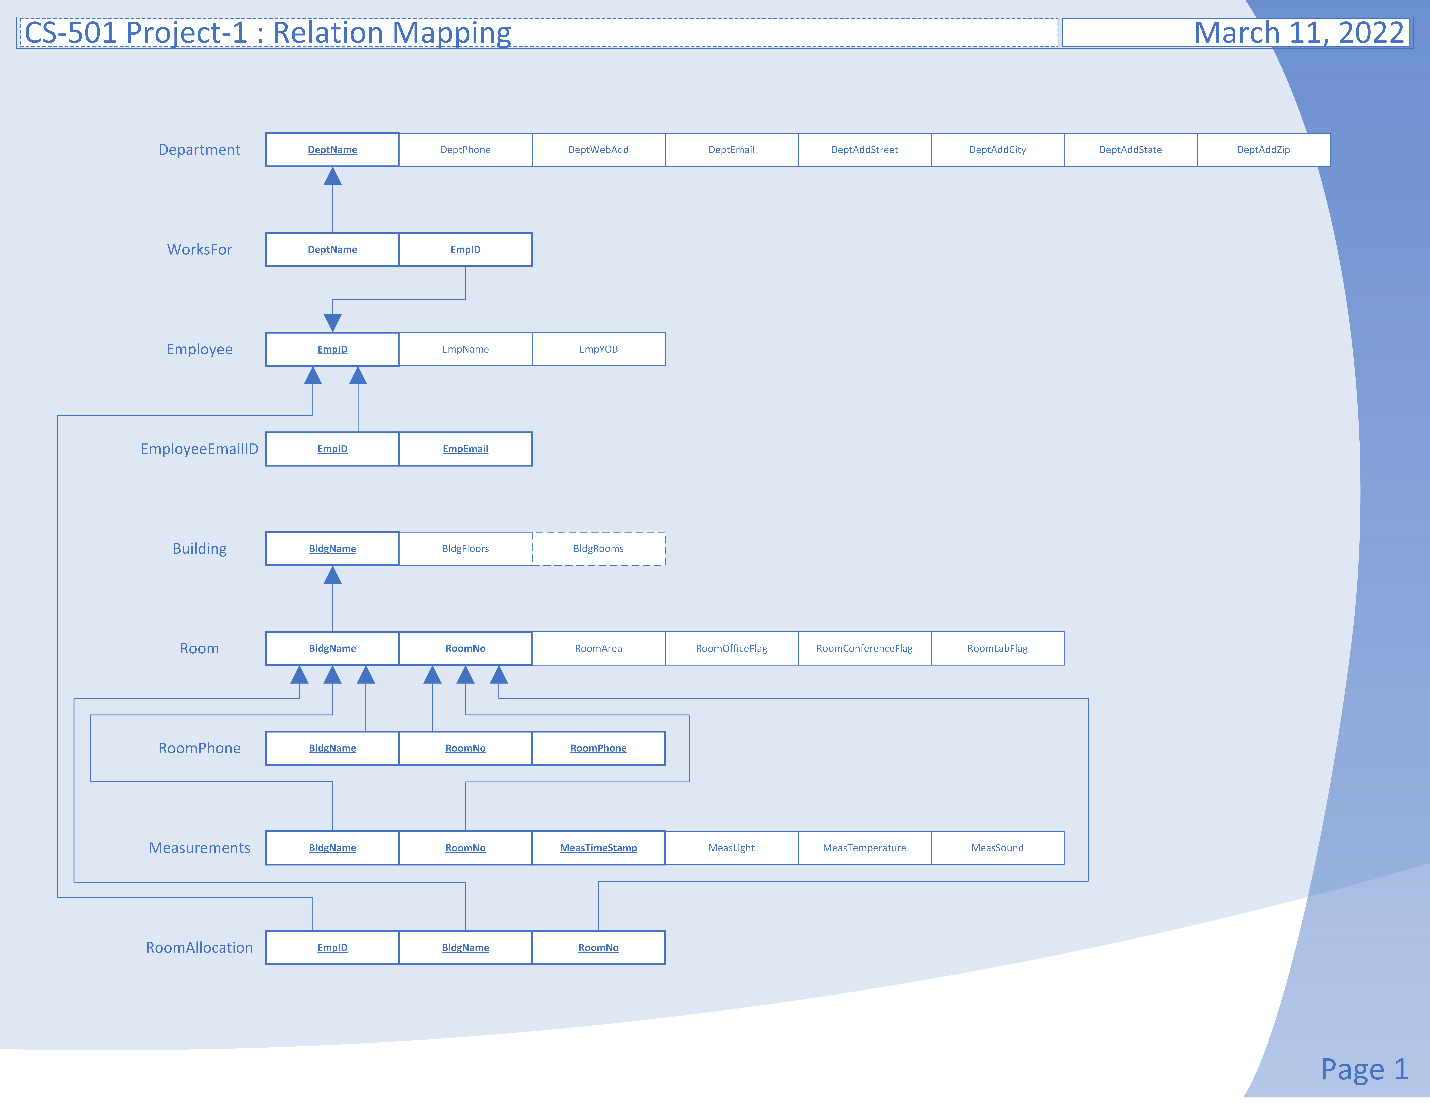 CS-501 Project-1 : Relation Mapping March 11, 2022
Department DeptName DeptPhone DeptWebAdd DeptEmail DeptAddStreet DeptAddCity DeptAddState DeptAddZip
WorksFor DeptName EmpID
Employee EmpID EmpName EmpYOB
EmployeeEmailID EmpID EmpEmail
Building BldgName BldgFloors BldgRooms
Room BldgName RoomNo RoomArea RoomOfficeFlag RoomConferenceFlag RoomLabFlag
RoomPhone BldgName RoomNo RoomPhone
Measurements BldgName RoomNo MeasTimeStamp MeasLight MeasTemperature MeasSound
RoomAllocation EmpID BldgName RoomNo
Page 1